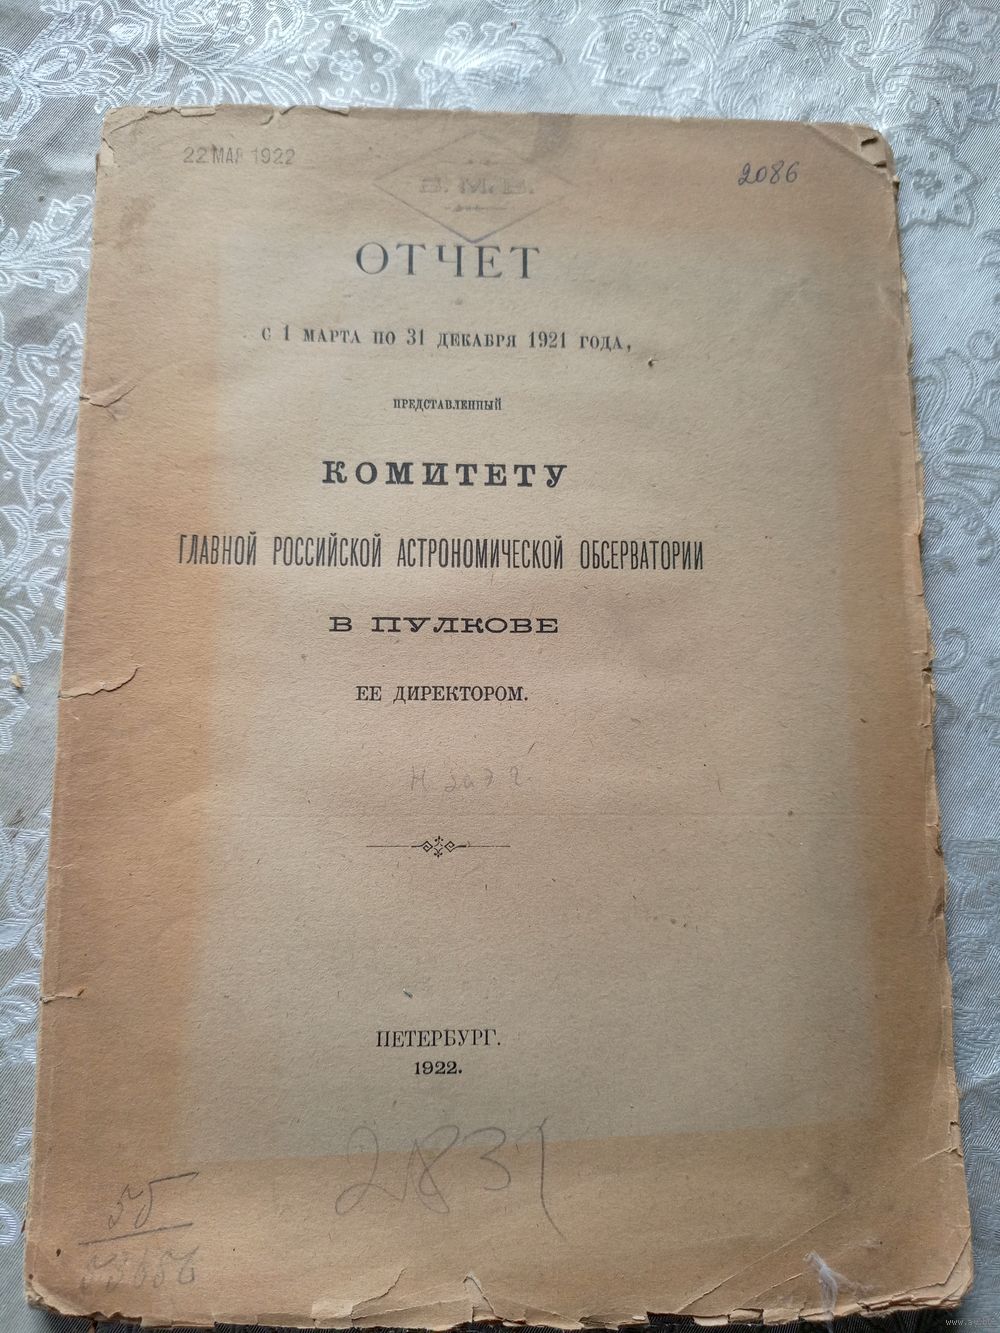 22 МАЯ 1922
2086
ОТЧЕТ
С 1 МАРТА ПО 31 ДЕКАБРЯ 1921 ГОДА,
ПРЕДСТАВЛЕННЫЙ
КОМИТЕТУ
ГЛАВНОЙ РОССИЙСКОЙ АСТРОНОМИЧЕСКОЙ ОБСЕРВАТОРИИ
В ПУЛКОВЕ
ЕЕ ДИРЕКТОРОМ.
ПЕТЕРБУРГ.
1922.
2831